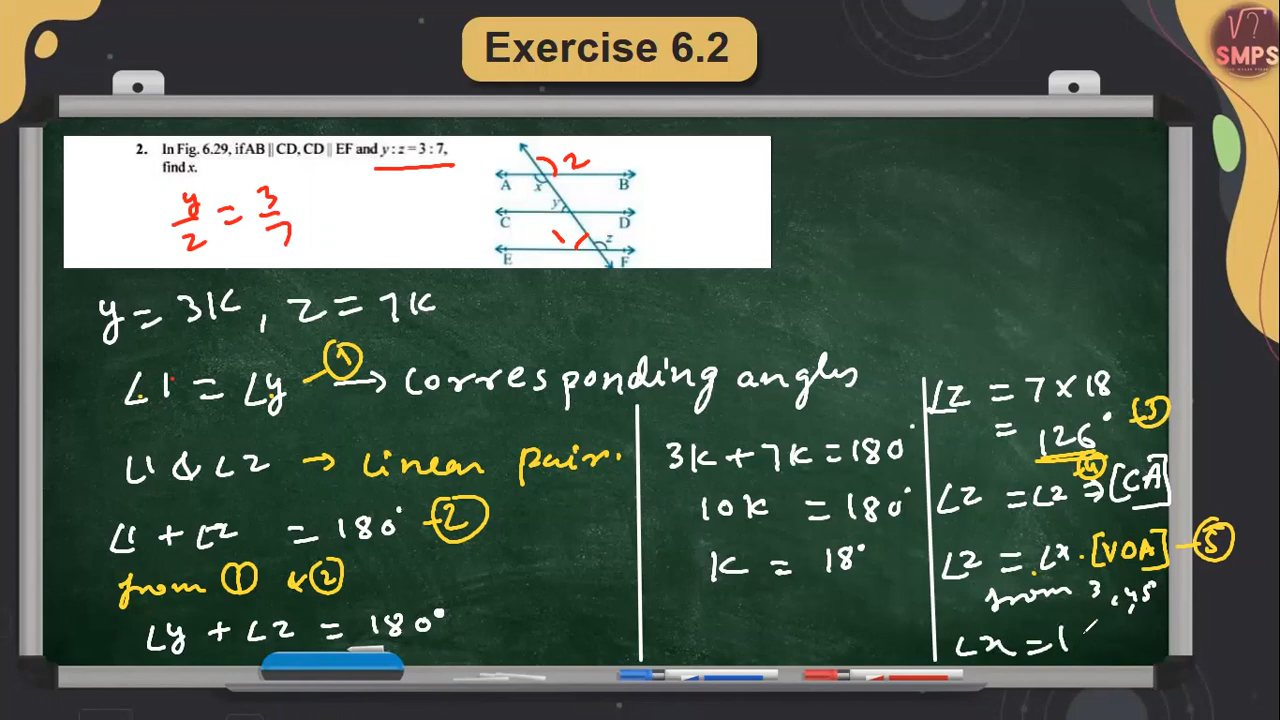 Exercise 6.2
√?
SMPS
2. In Fig. 6.29, if AB || CD, CD || EF and y : z = 3 : 7,
find x.
y/z = 3/7
2
A x B
C y D
1 z
E F
y = 3K, z = 7K
∠1 = ∠y — ① → corresponding angles
∠1 & ∠z → Linear pair.
∠1 + ∠z = 180° — ②
from ① & ②
∠y + ∠z = 180°
3K + 7K = 180°
10K = 180°
K = 18°
∠z = 7 × 18
= 126° — ③
∠z = ∠2 → [CA] ④
∠2 = ∠x . [VOA] — ⑤
from 3, 4, 5
∠x = 1